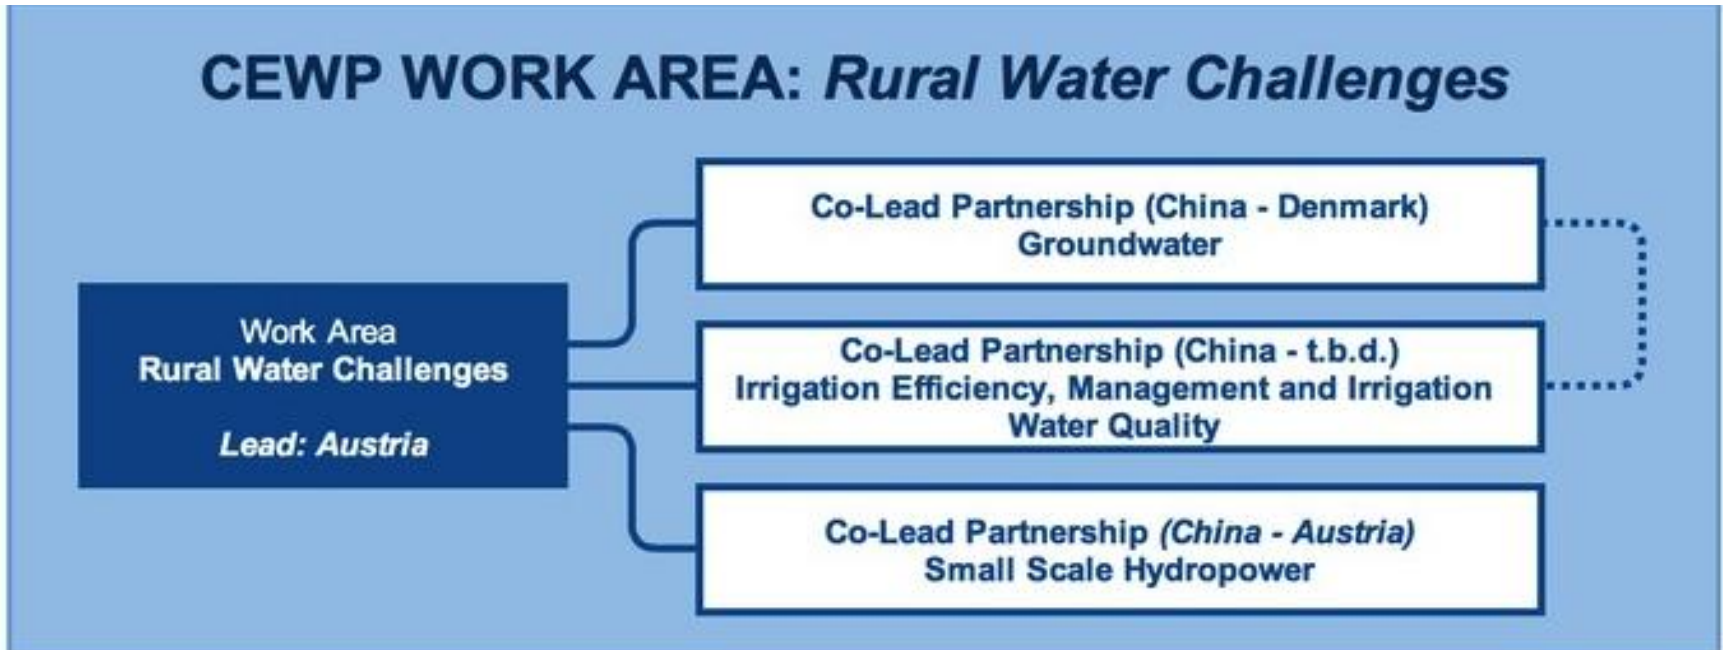 CEWP WORK AREA: Rural Water Challenges
Work Area
Rural Water Challenges
Lead: Austria
Co-Lead Partnership (China - Denmark)
Groundwater
Co-Lead Partnership (China - t.b.d.)
Irrigation Efficiency, Management and Irrigation
Water Quality
Co-Lead Partnership (China - Austria)
Small Scale Hydropower